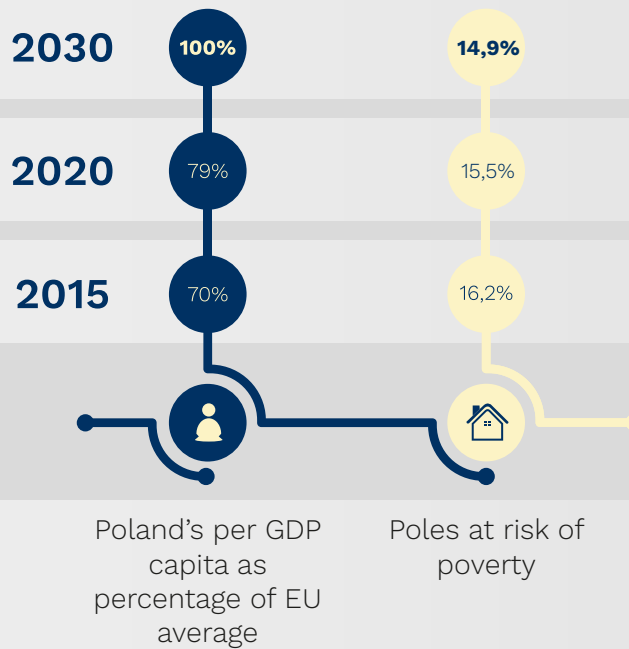 2030 100% 14,9%
2020 79% 15,5%
2015 70% 16,2%
Poland's per GDP
capita as
percentage of EU
average
Poles at risk of
poverty